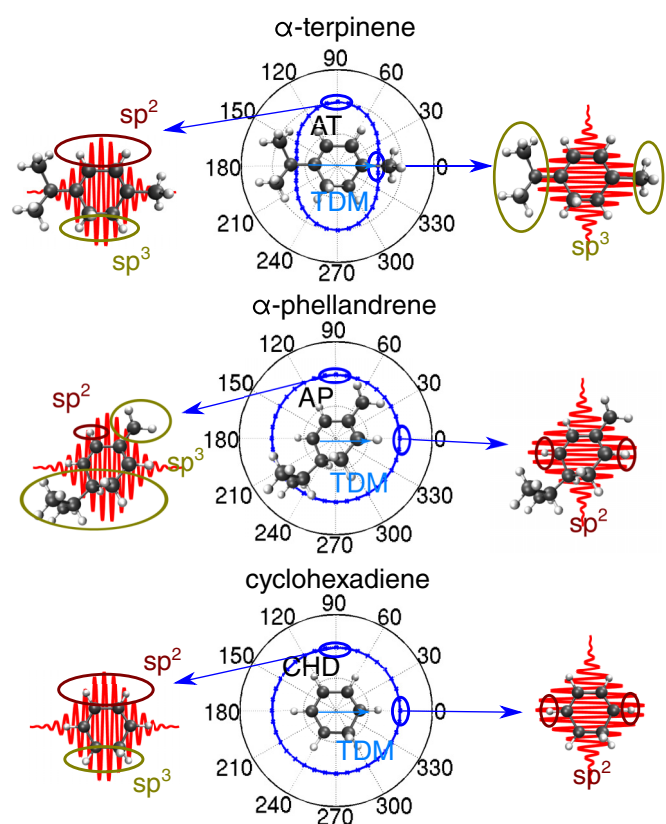 α-terpinene
90
120 60
sp²
150 30
AT
180 0
TDM
sp³
sp³
210 330
240 300
270
α-phellandrene
90
120 60
sp²
150 30
AP
sp³
180 0
TDM
sp²
210 330
240 300
270
cyclohexadiene
90
120 60
sp²
150 30
CHD
180 0
TDM
sp³
sp²
210 330
240 300
270